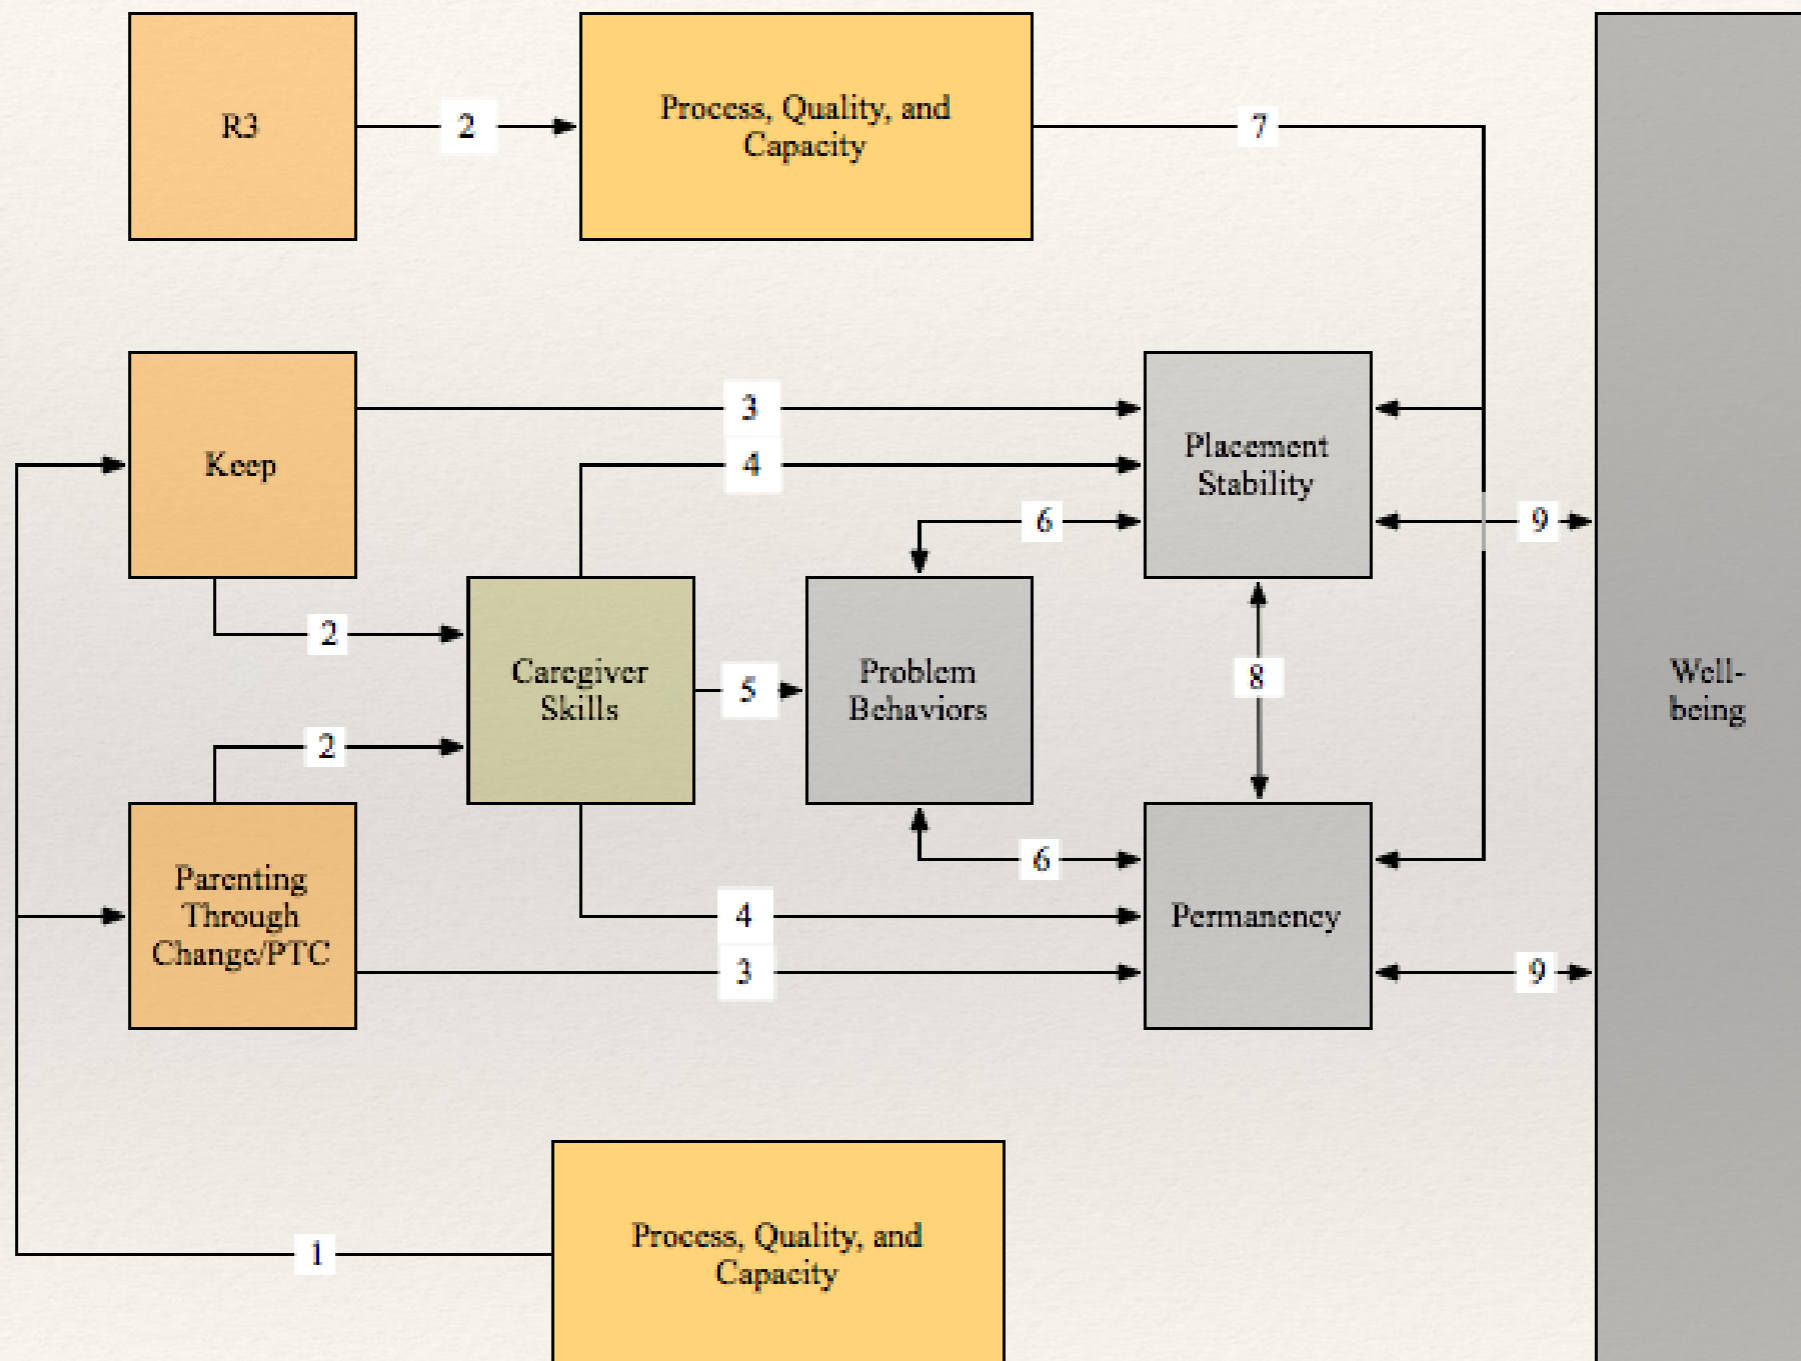 R3
2
Process, Quality, and
Capacity
7
Keep
3
4
Placement
Stability
6
9
2
Caregiver
Skills
5
Problem
Behaviors
8
Well-
being
2
Parenting
Through
Change/PTC
6
4
Permanency
3
9
Process, Quality, and
Capacity
1